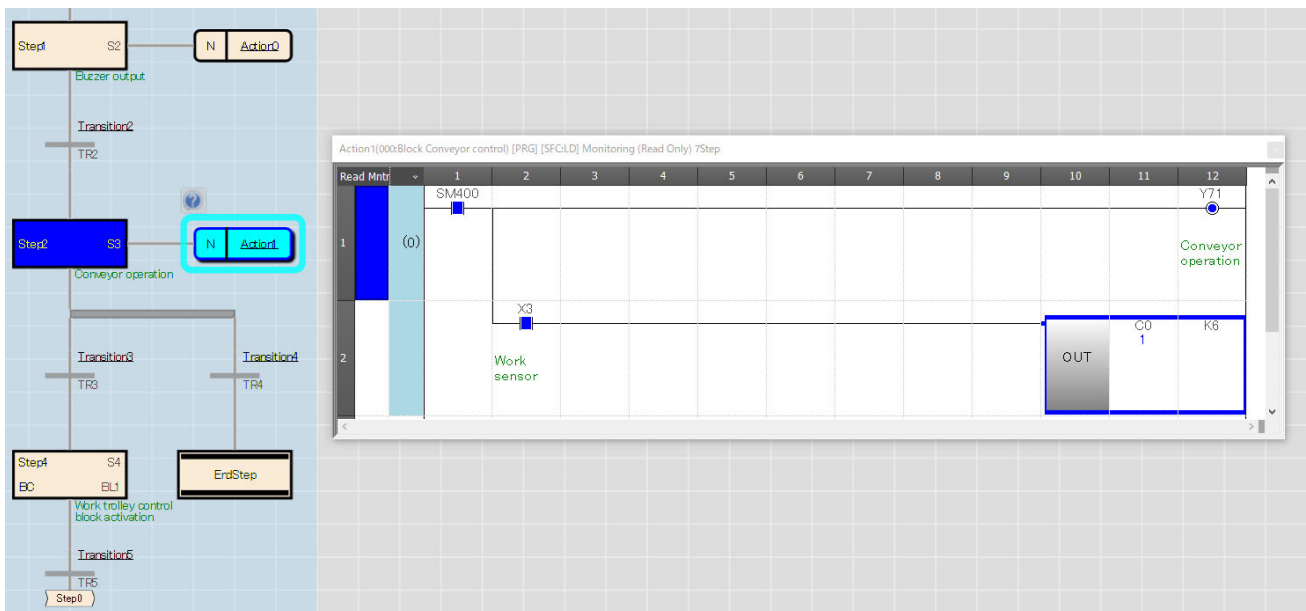 Step1 S2
N Action0
Buzzer output
Transition2
TR2
Step2 S3
N Action1
Conveyor operation
Transition3
TR3
Transition4
TR4
Step4 S4
BC BL1
Work trolley control
block activation
EndStep
Transition5
TR5
Step0
Action1(000:Block Conveyor control) [PRG] [SFC:LD] Monitoring (Read Only) 7Step
Read Mntr 1 2 3 4 5 6 7 8 9 10 11 12
SM400 Y71
1 (0)
Conveyor
operation
X3
C0 K6
1
2 OUT
Work
sensor